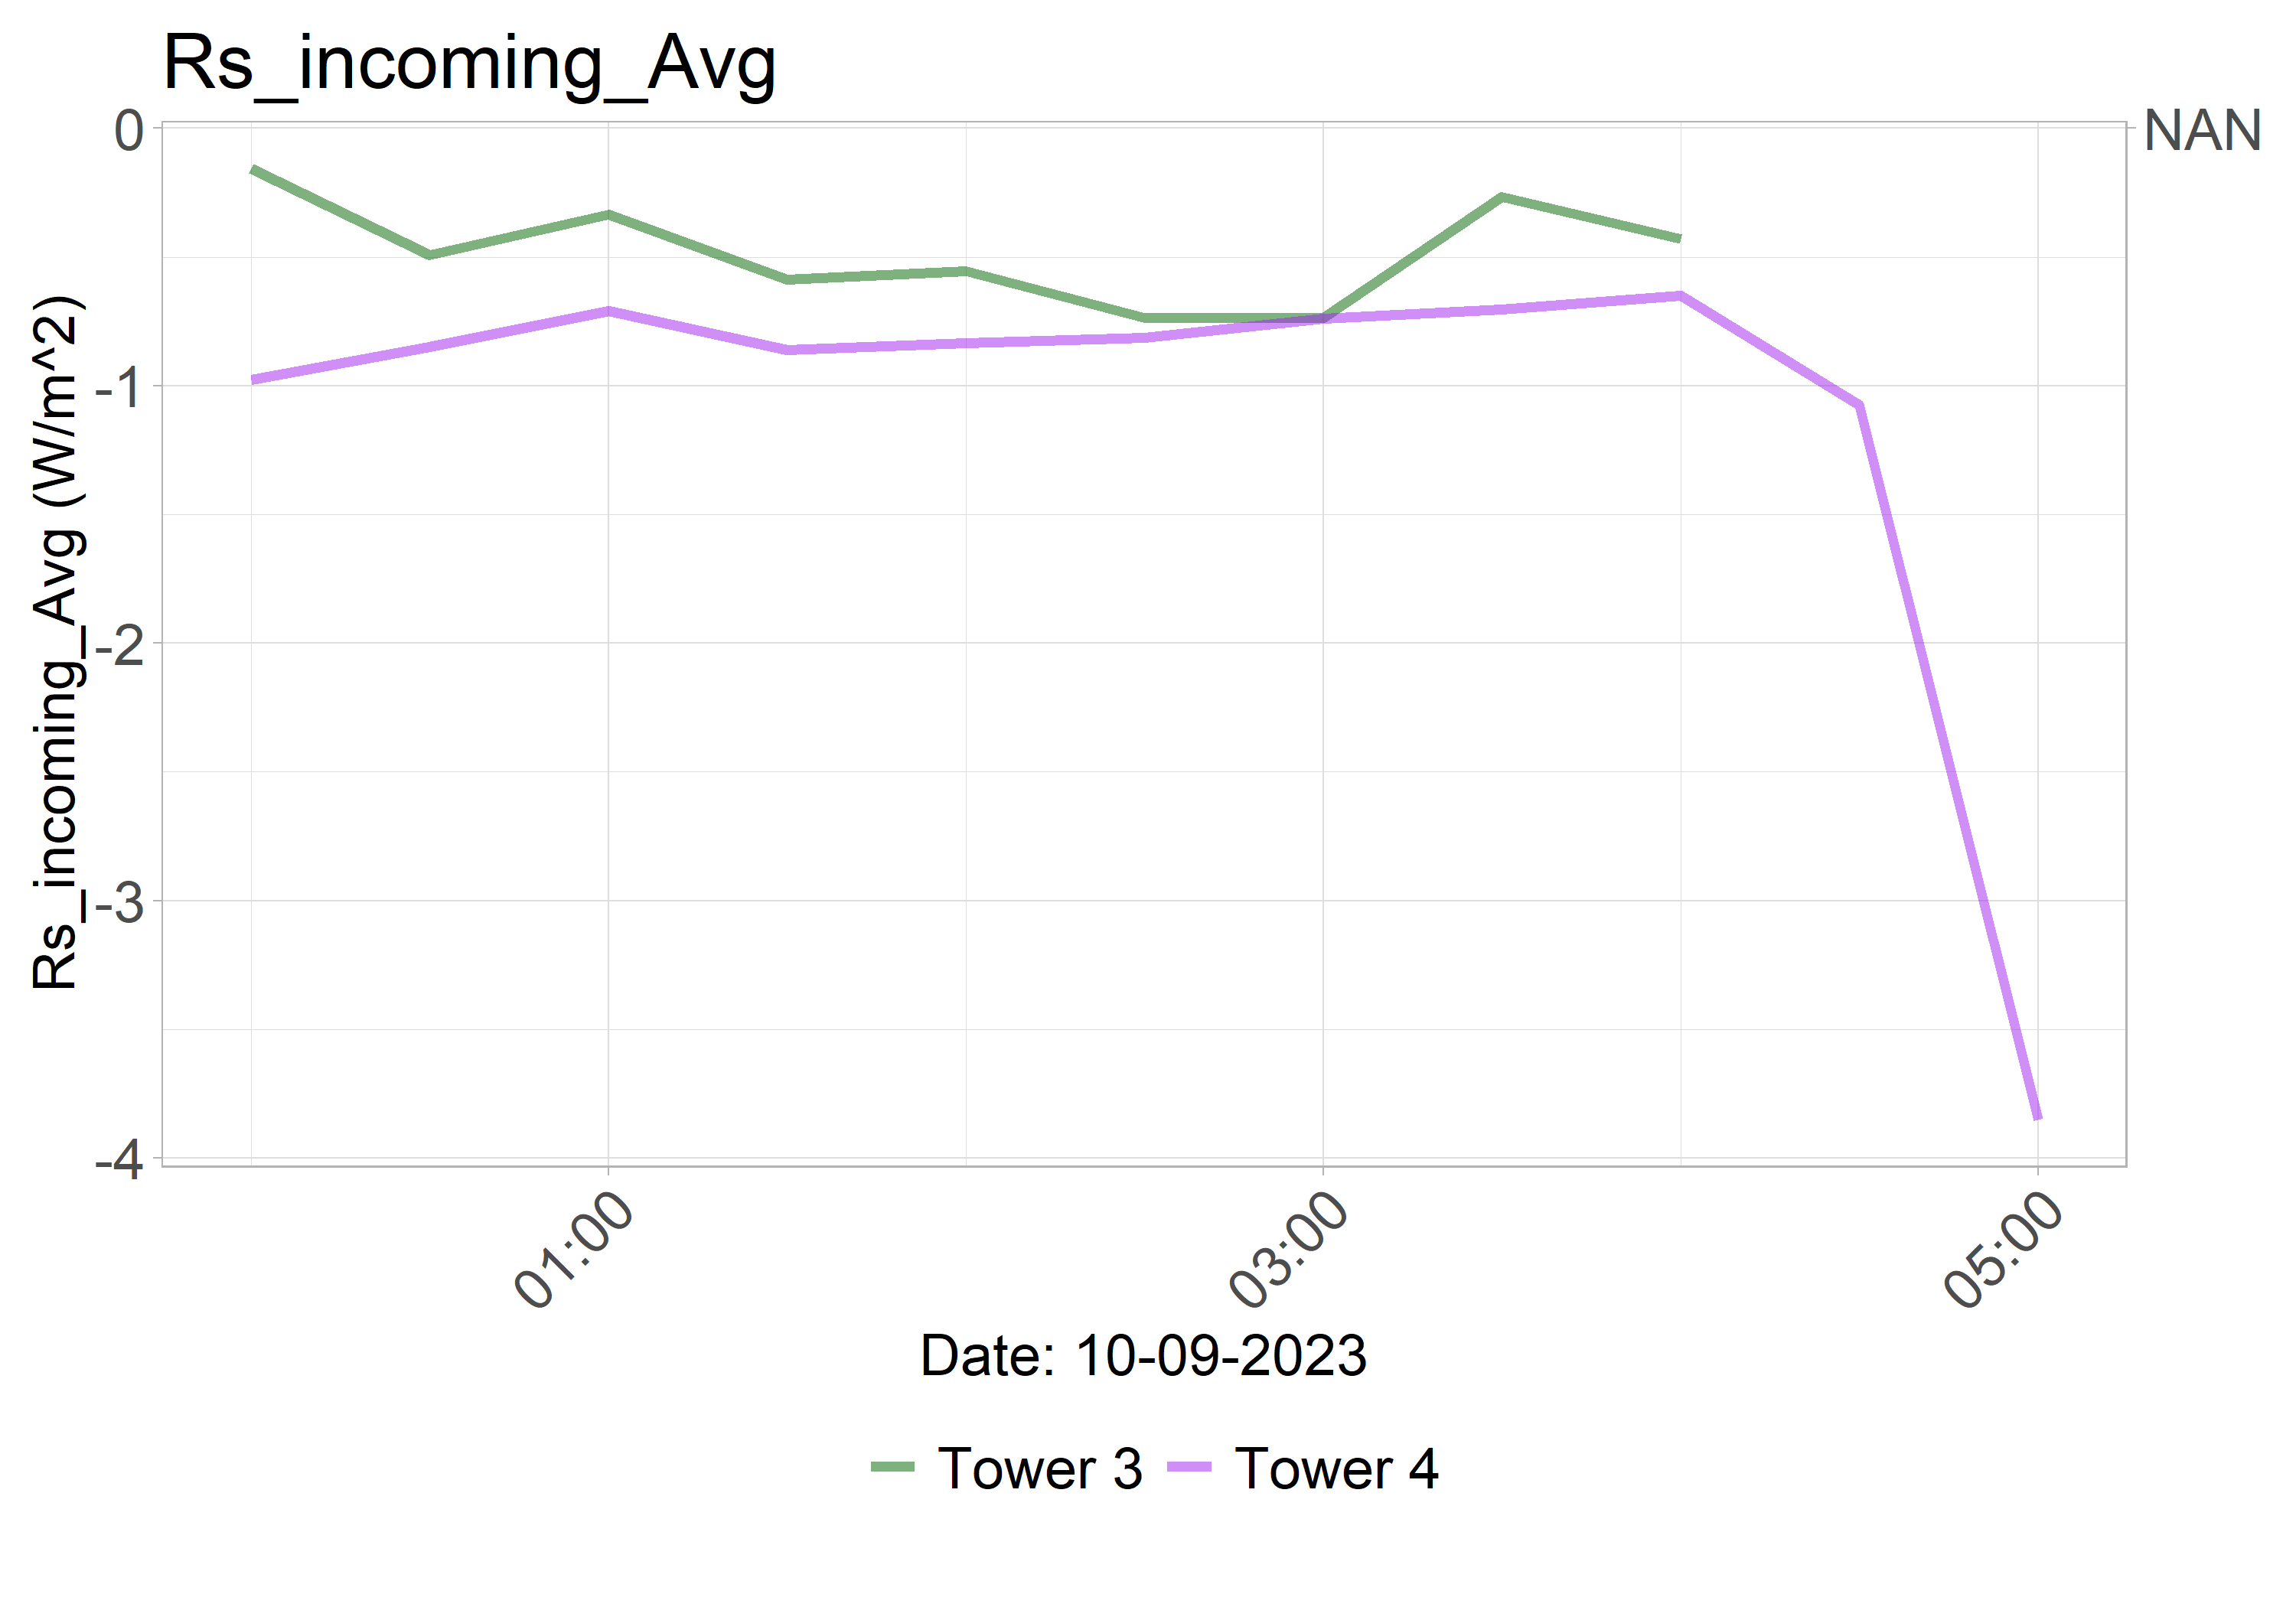 Rs_incoming_Avg
0
-1
-2
-3
-4
NAN
Rs_incoming_Avg (W/m^2)
01:00
03:00
05:00
Date: 10-09-2023
Tower 3
Tower 4